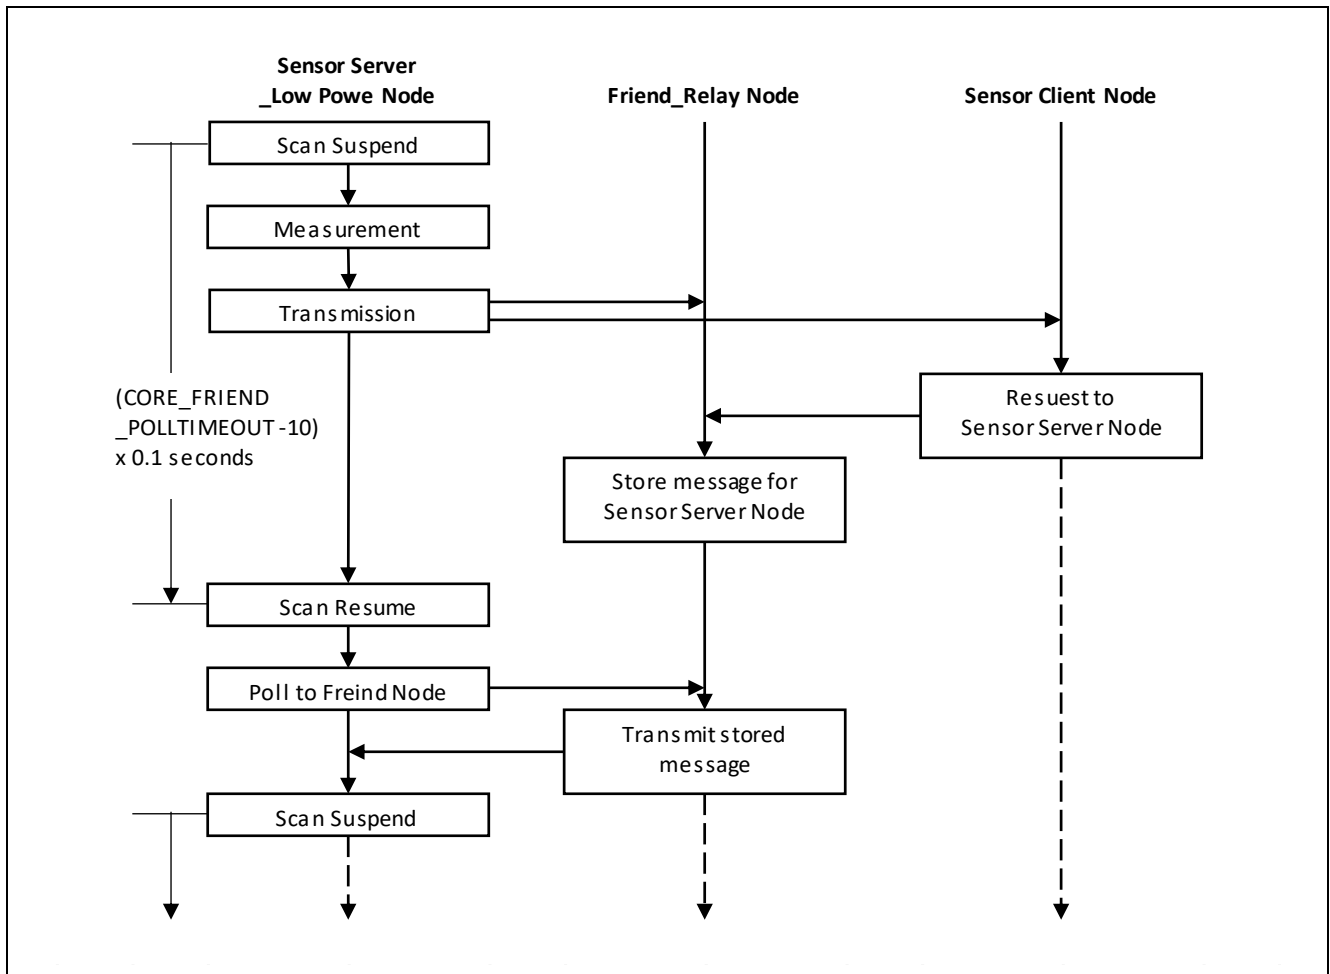 Sensor Server
_Low Powe Node
Friend_Relay Node
Sensor Client Node
Scan Suspend
Measurement
Transmission
(CORE_FRIEND
_POLLTIMEOUT -10)
x 0.1 seconds
Resuest to
Sensor Server Node
Store message for
Sensor Server Node
Scan Resume
Poll to Freind Node
Transmit stored
message
Scan Suspend